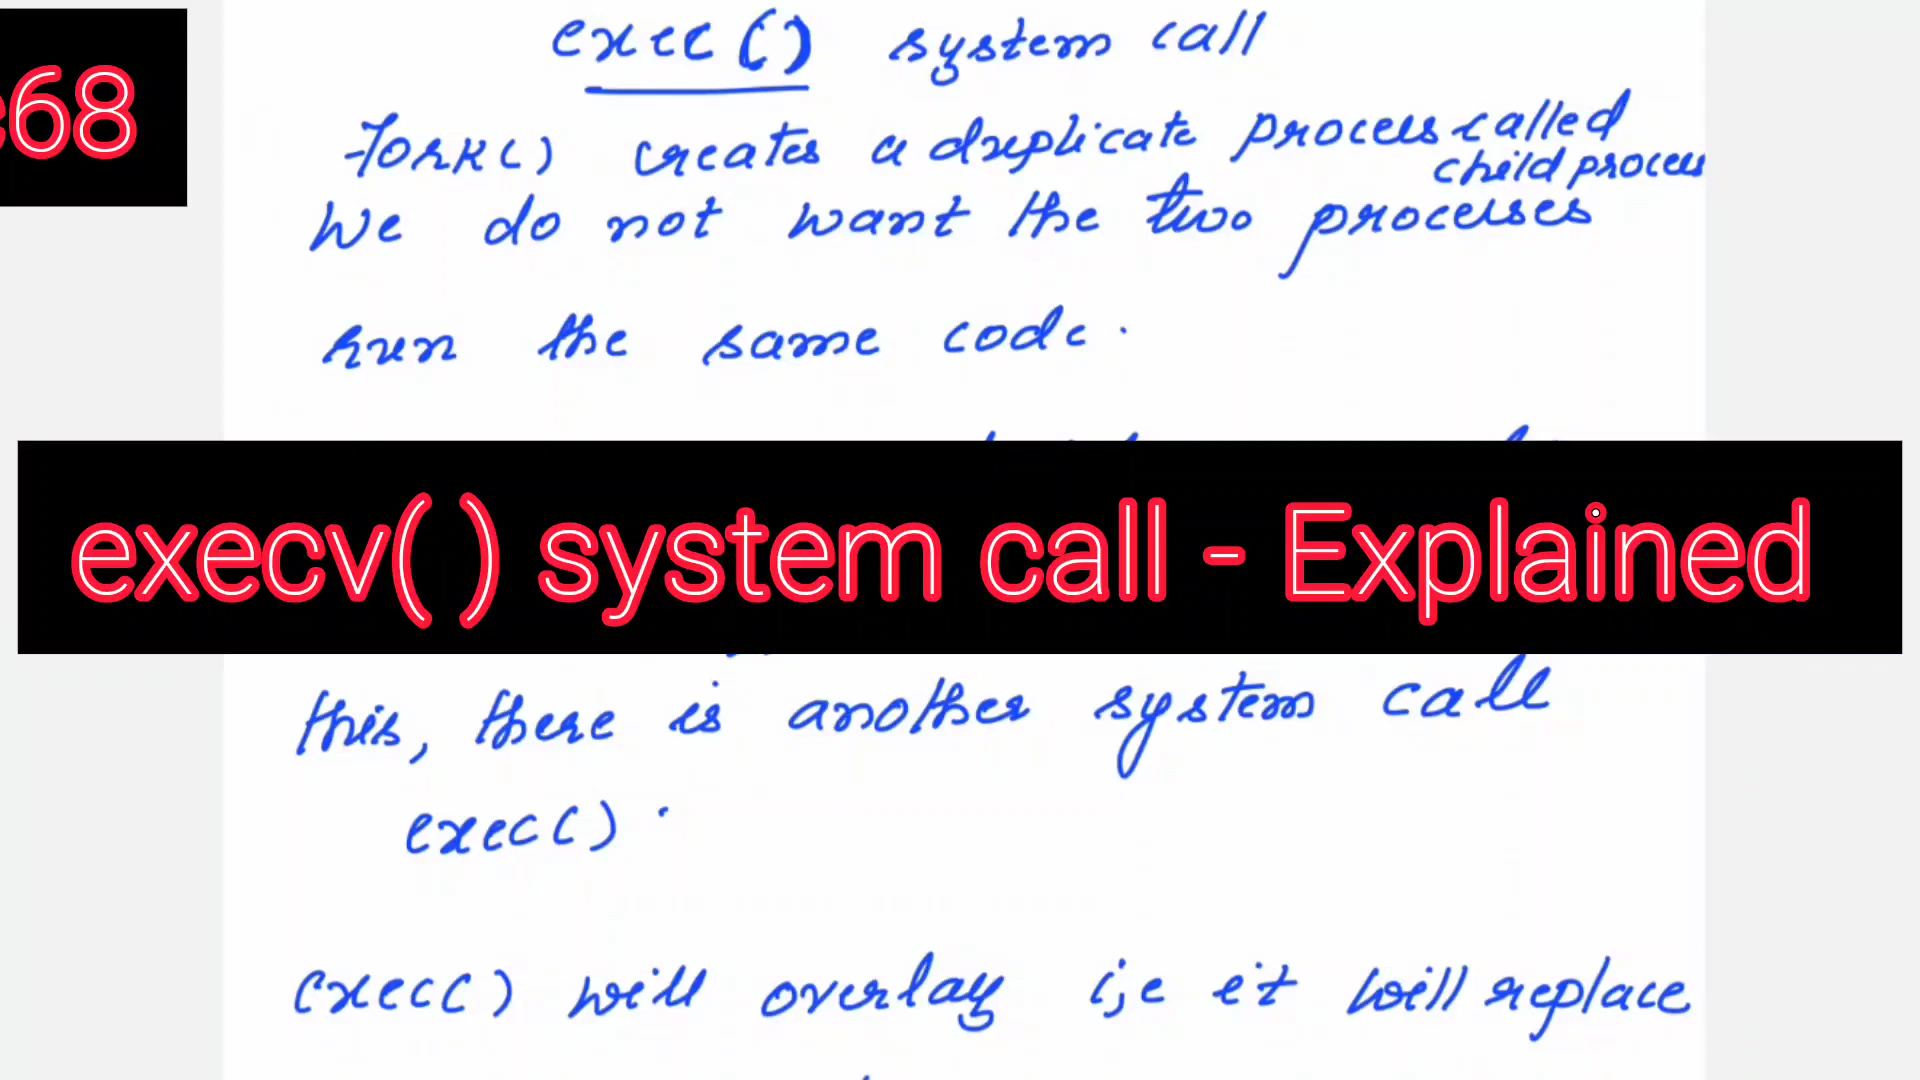 exec() system call
68
fork() creates a duplicate process called
child process
We do not want the two processes
run the same code.
execv( ) system call - Explained
this, there is another system call
exec().
exec() will overlay i,e it will replace